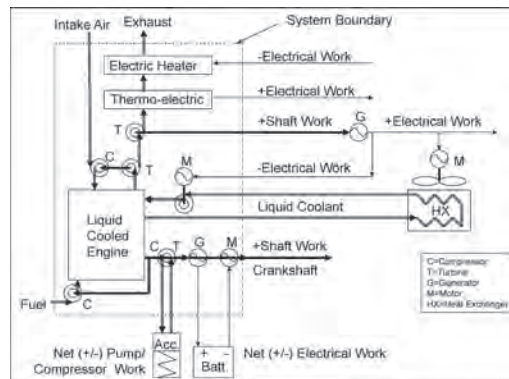 Exhaust
System Boundary
Intake Air
Electric Heater
-Electrical Work
Thermo-electric
+Electrical Work
+Shaft Work
G
+Electrical Work
T
C
T
M
M
-Electrical Work
Liquid Coolant
HX
Liquid
Cooled
Engine
C
T
G
M
+Shaft Work
Crankshaft
C=Compressor
T=Turbine
G=Generator
M=Motor
HX=Heat Exchanger
Fuel
C
Acc.
Net (+/-) Pump/
Compressor Work
+ -
Batt.
Net (+/-) Electrical Work